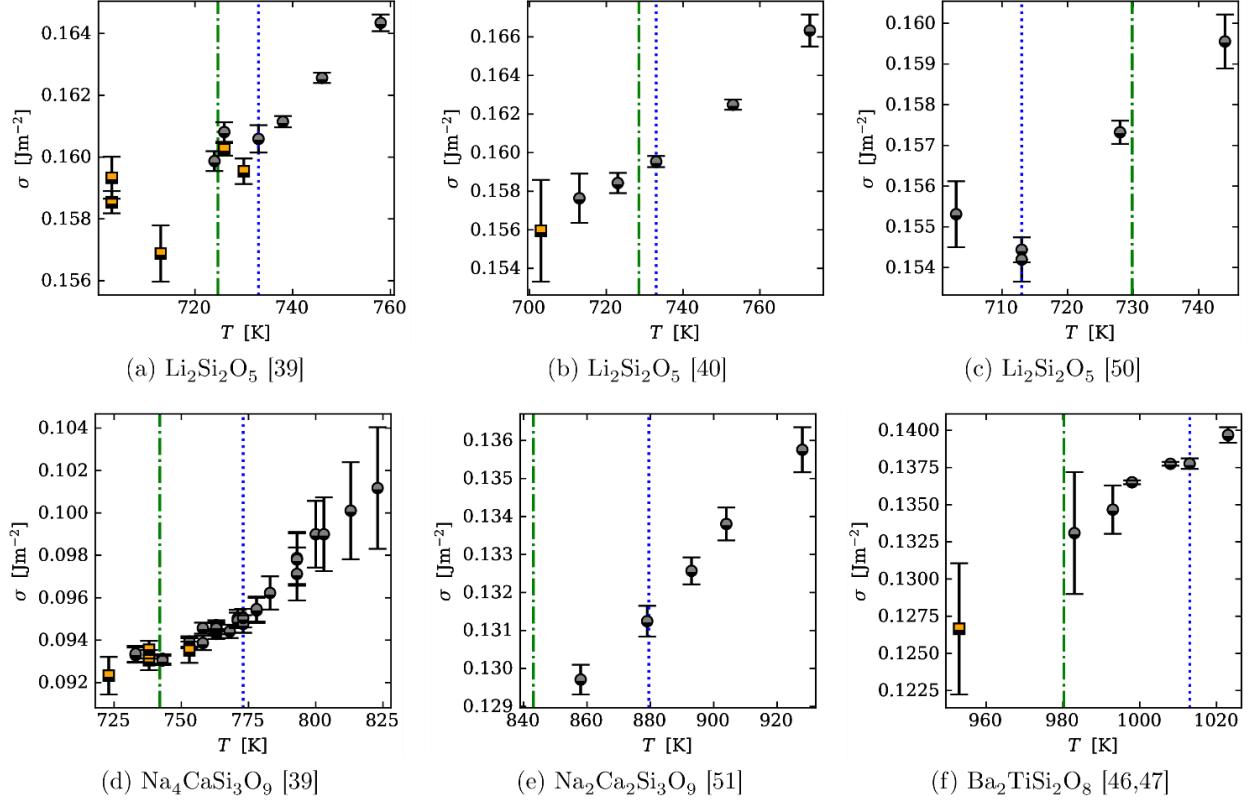 0.164
0.162
0.160
0.158
0.156
σ [Jm⁻²]
720 740 760
T [K]
(a) Li₂Si₂O₅ [39]
0.166
0.164
0.162
0.160
0.158
0.156
0.154
σ [Jm⁻²]
700 720 740 760
T [K]
(b) Li₂Si₂O₅ [40]
0.160
0.159
0.158
0.157
0.156
0.155
0.154
σ [Jm⁻²]
710 720 730 740
T [K]
(c) Li₂Si₂O₅ [50]
0.104
0.102
0.100
0.098
0.096
0.094
0.092
σ [Jm⁻²]
725 750 775 800 825
T [K]
(d) Na₄CaSi₃O₉ [39]
0.136
0.135
0.134
0.133
0.132
0.131
0.130
0.129
σ [Jm⁻²]
840 860 880 900 920
T [K]
(e) Na₂Ca₂Si₃O₉ [51]
0.1400
0.1375
0.1350
0.1325
0.1300
0.1275
0.1250
0.1225
σ [Jm⁻²]
960 980 1000 1020
T [K]
(f) Ba₂TiSi₂O₈ [46,47]